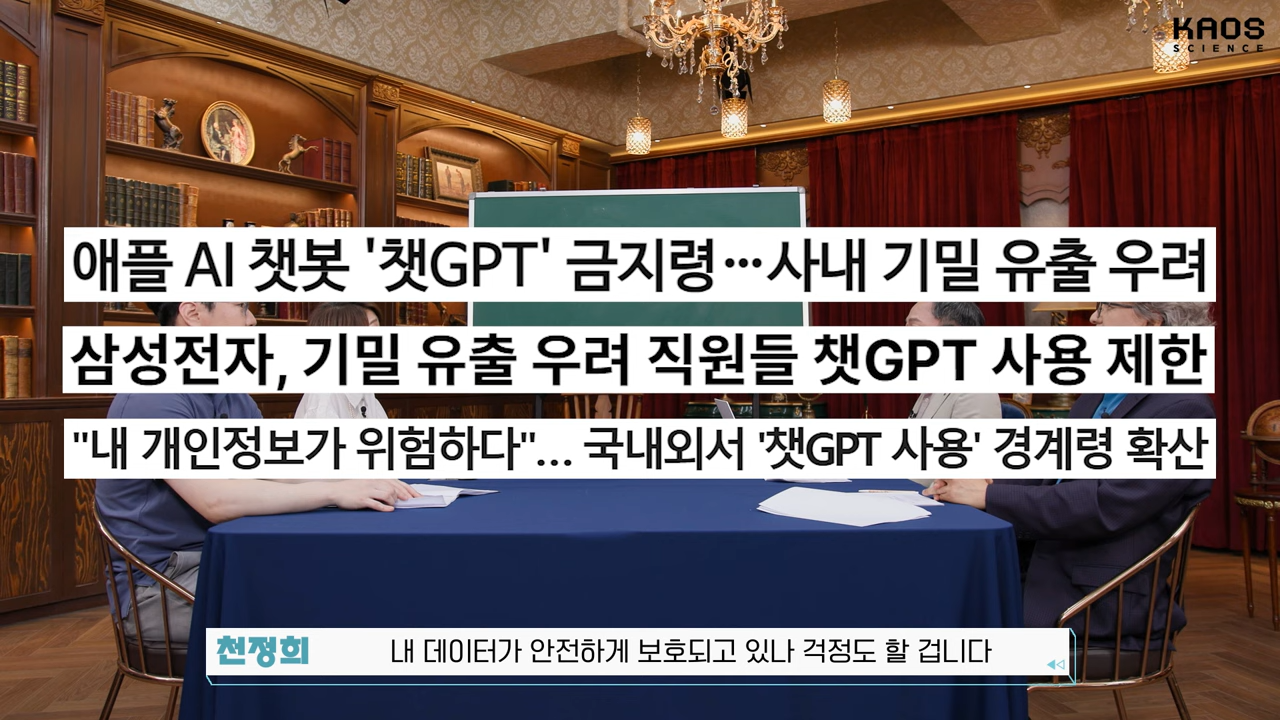 KAOS
SCIENCE
애플 AI 챗봇 '챗GPT' 금지령…사내 기밀 유출 우려
삼성전자, 기밀 유출 우려 직원들 챗GPT 사용 제한
"내 개인정보가 위험하다"... 국내외서 '챗GPT 사용' 경계령 확산
천정희
내 데이터가 안전하게 보호되고 있나 걱정도 할 겁니다